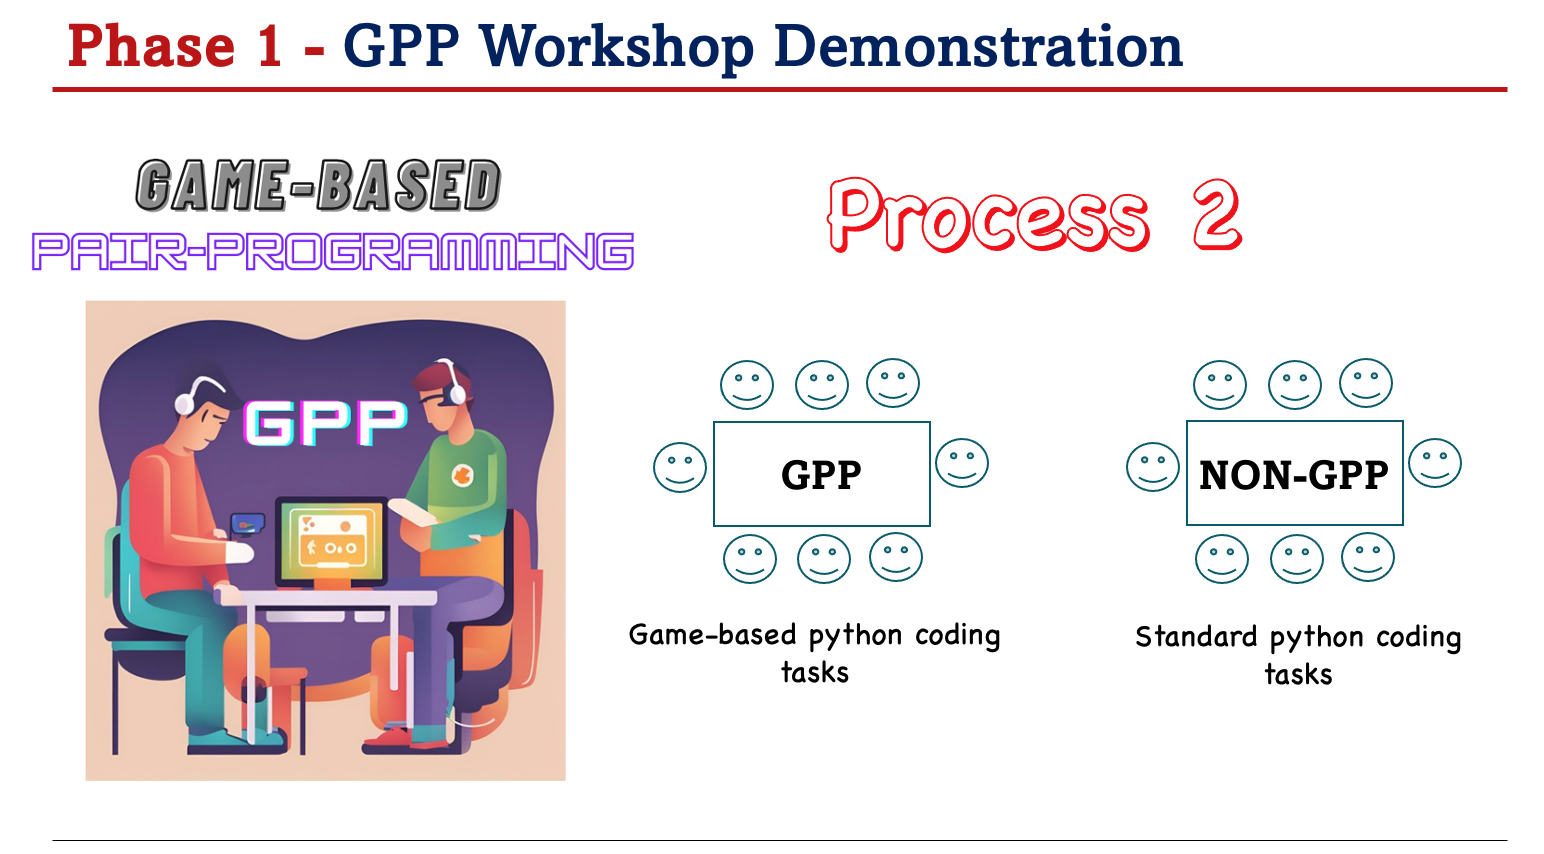 Phase 1 - GPP Workshop Demonstration
GAME-BASED
PAIR-PROGRAMMING
Process 2
GPP
GPP
NON-GPP
Game-based python coding
tasks
Standard python coding
tasks